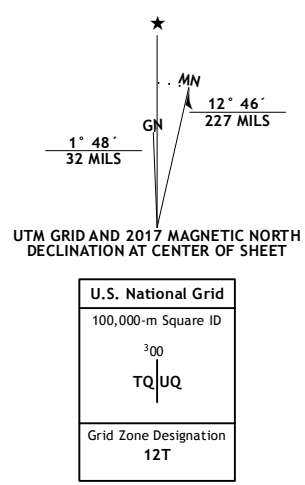 ★
MN
GN
12° 46´
227 MILS
1° 48´
32 MILS
UTM GRID AND 2017 MAGNETIC NORTH
DECLINATION AT CENTER OF SHEET
U.S. National Grid
100,000-m Square ID
³00
TQ UQ
Grid Zone Designation
12T